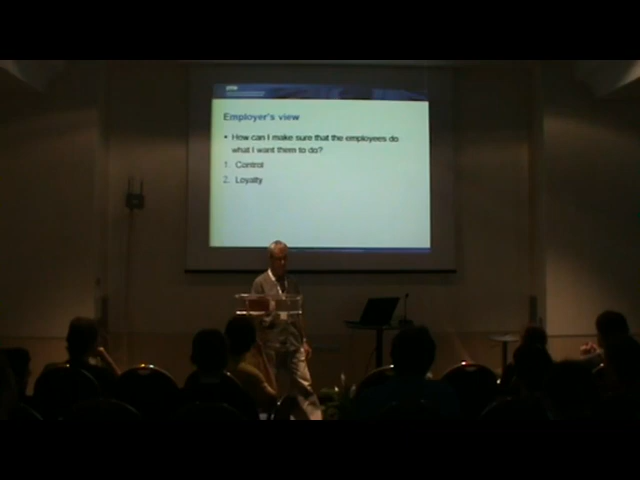 Employer's view
• How can I make sure that the employees do
what I want them to do?
1. Control
2. Loyalty